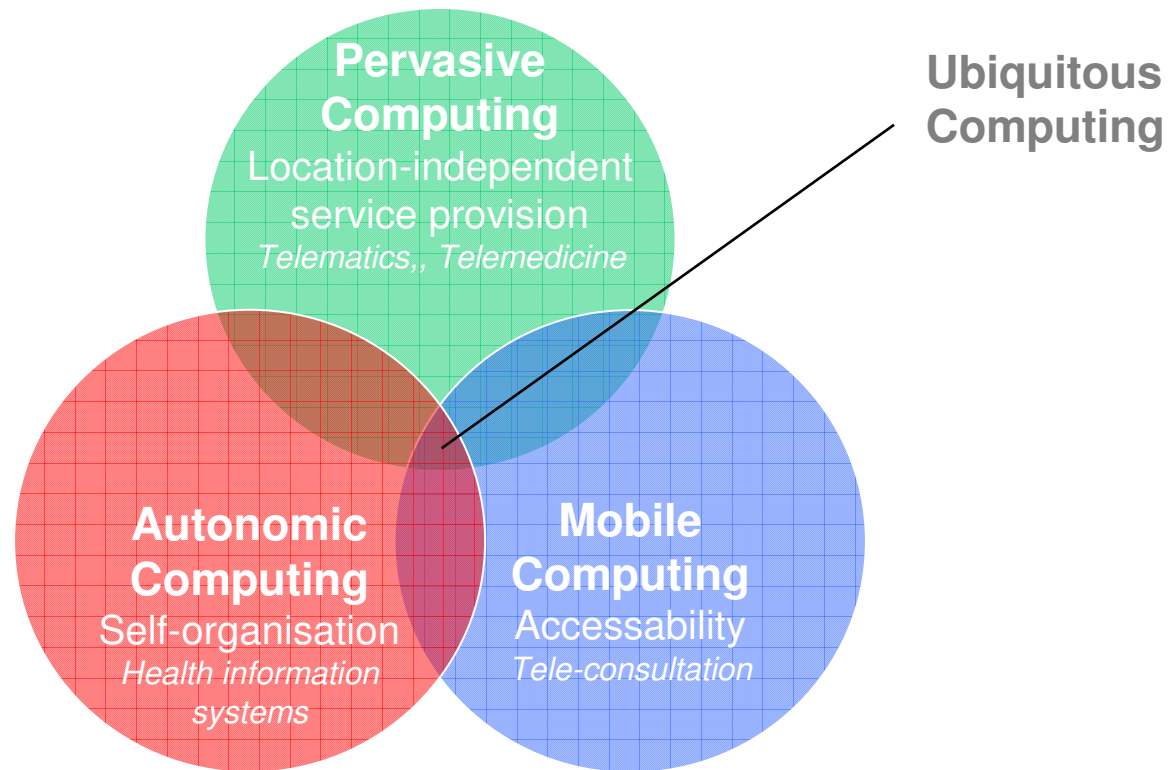 Pervasive
Computing
Location-independent
service provision
Telematics,, Telemedicine
Ubiquitous
Computing
Autonomic
Computing
Self-organisation
Health information
systems
Mobile
Computing
Accessability
Tele-consultation